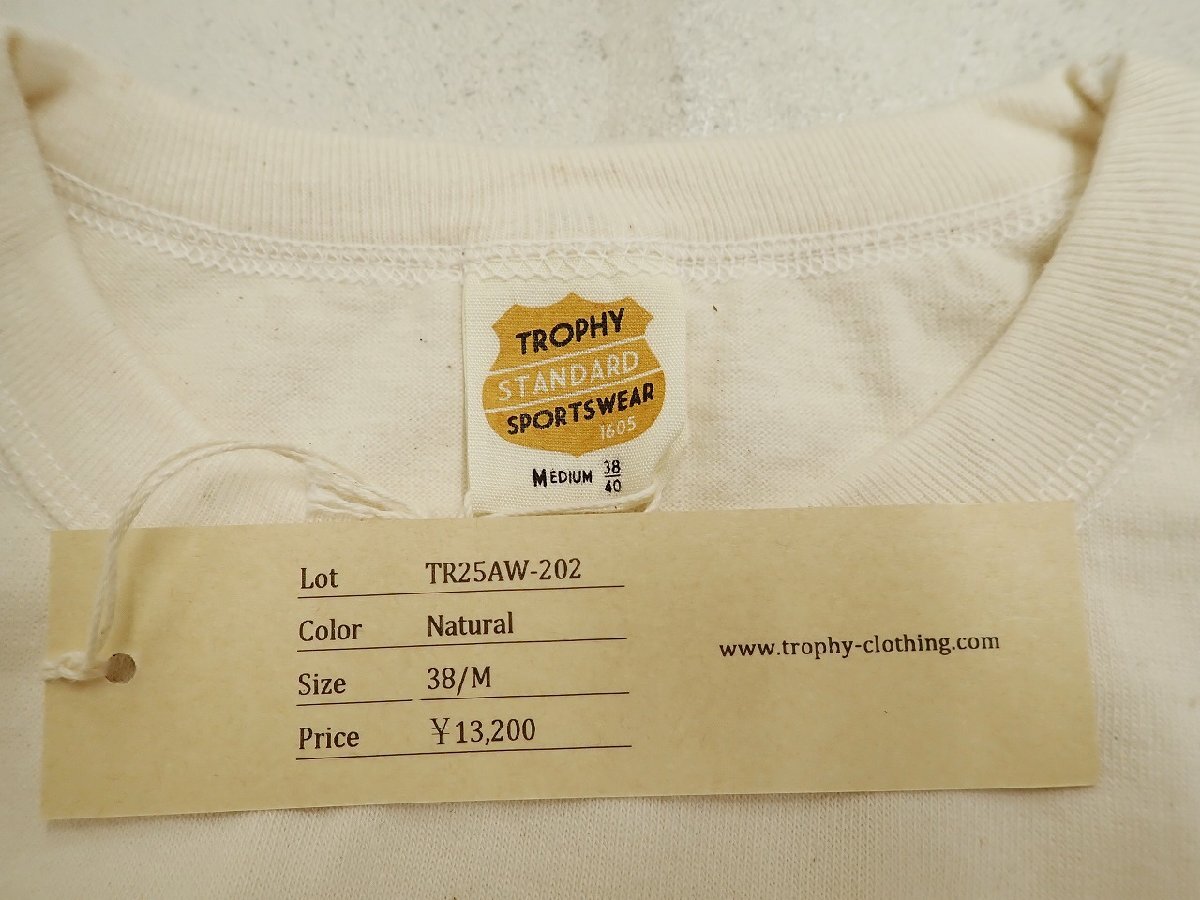 TROPHY
STANDARD
SPORTSWEAR
1605
MEDIUM 38/40
Lot TR25AW-202
Color Natural
Size 38/M
Price ¥13,200
www.trophy-clothing.com